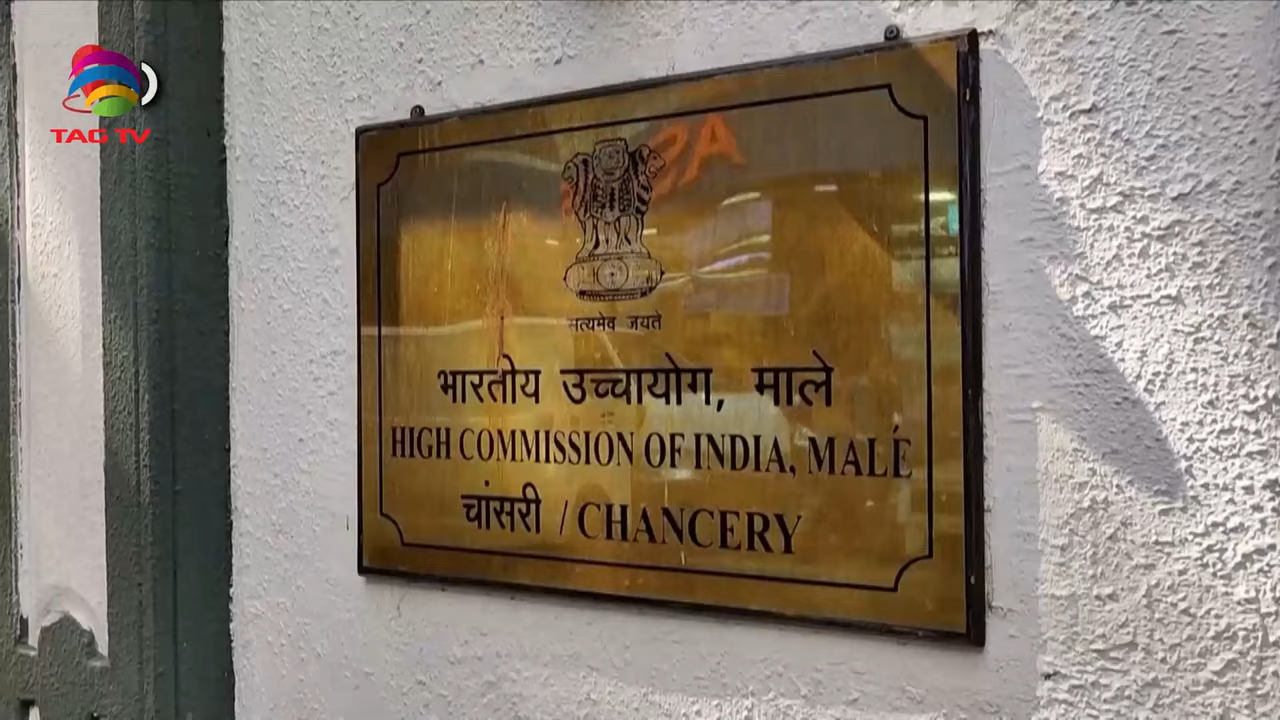 TAG TV
सत्यमेव जयते
भारतीय उच्चायोग, माले
HIGH COMMISSION OF INDIA, MALÉ
चांसरी / CHANCERY